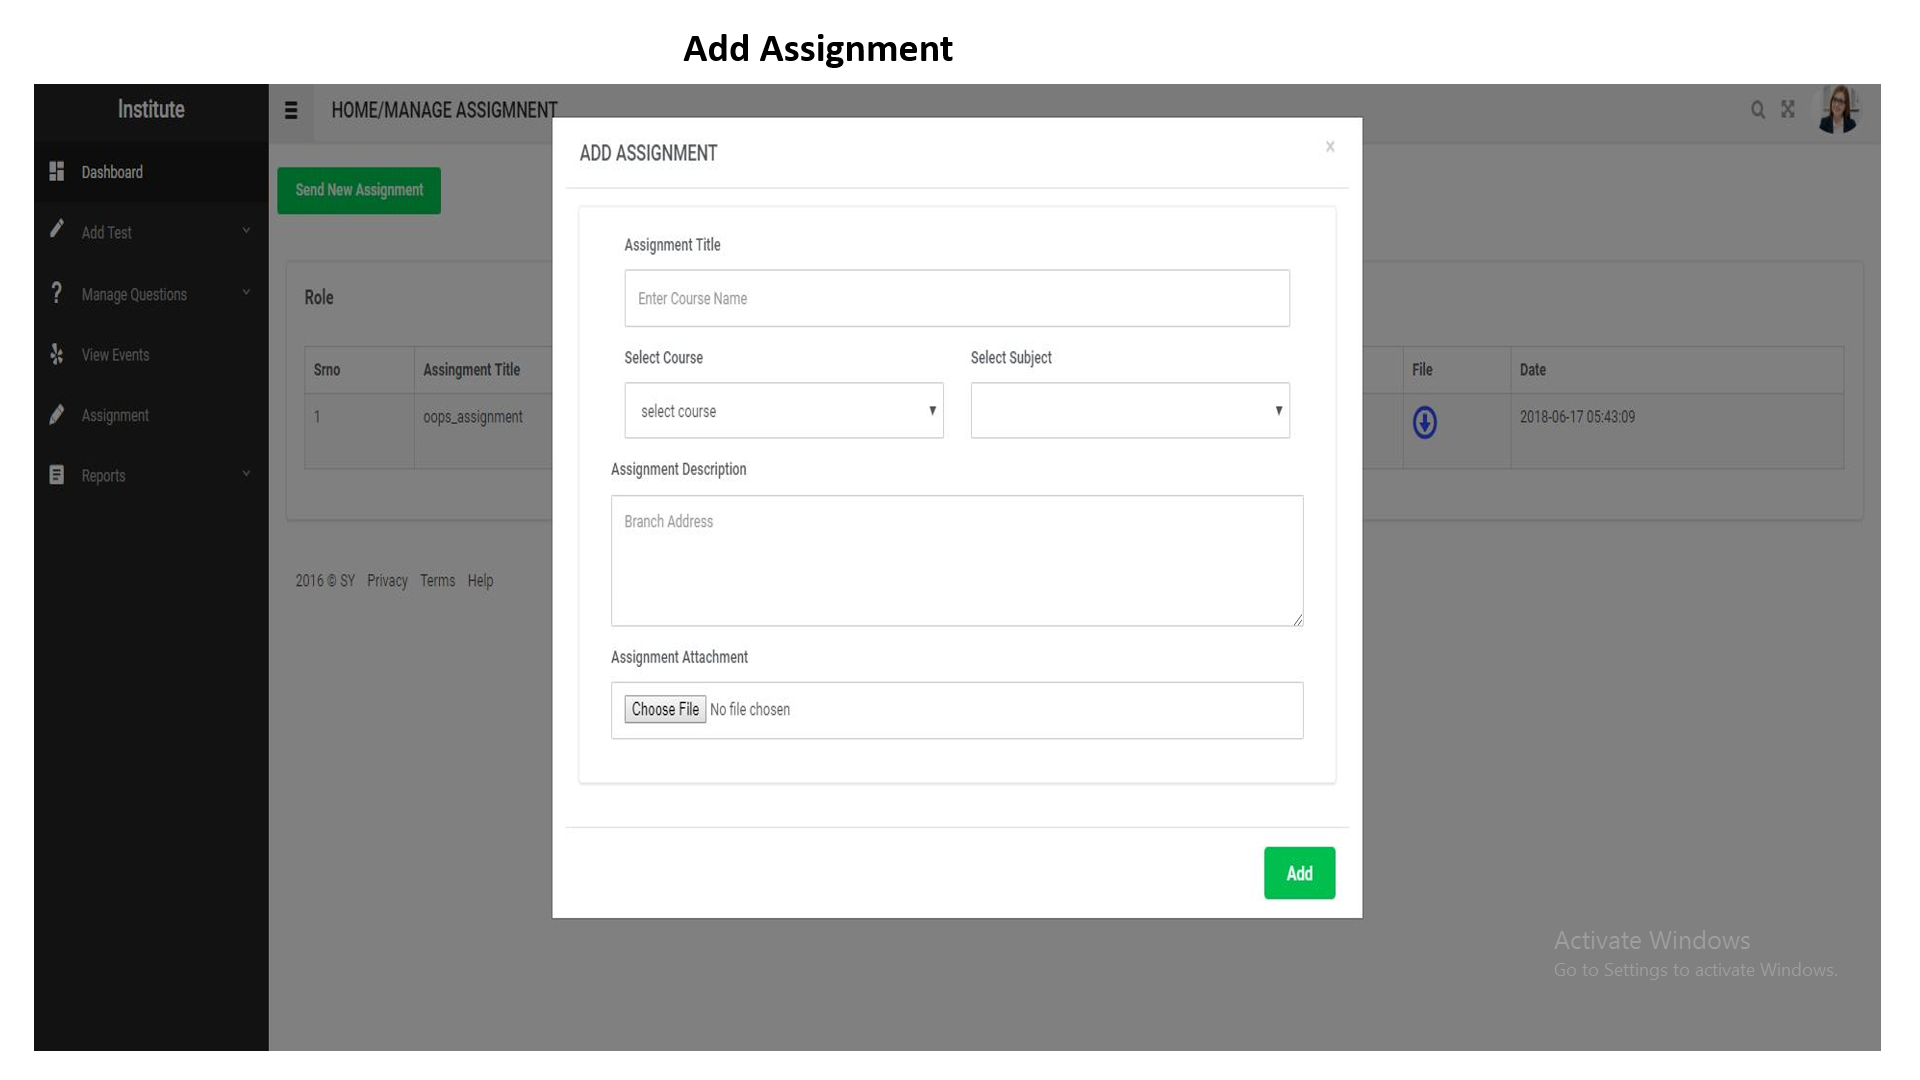 Add Assignment
Institute
HOME/MANAGE ASSIGMNENT
Dashboard
Add Test
Manage Questions
View Events
Assignment
Reports
Send New Assignment
Role
Srno
Assingment Title
File
Date
1
oops_assignment
2018-06-17 05:43:09
2016 © SY Privacy Terms Help
ADD ASSIGNMENT
×
Assignment Title
Enter Course Name
Select Course
Select Subject
select course
Assignment Description
Branch Address
Assignment Attachment
Choose File No file chosen
Add
Activate Windows
Go to Settings to activate Windows.